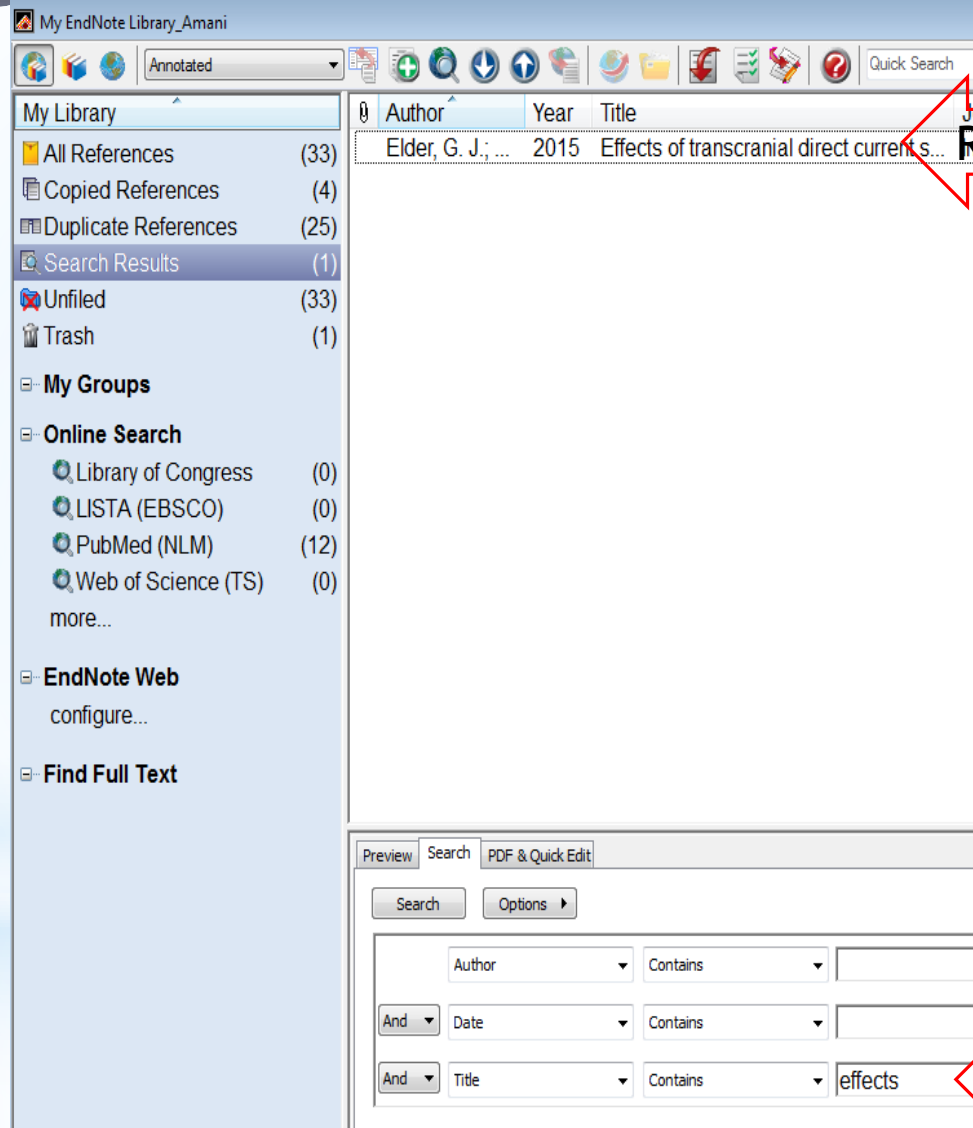 My EndNote Library_Amani
Annotated
Quick Search
My Library
All References (33)
Copied References (4)
Duplicate References (25)
Search Results (1)
Unfiled (33)
Trash (1)
My Groups
Online Search
Library of Congress (0)
LISTA (EBSCO) (0)
PubMed (NLM) (12)
Web of Science (TS) (0)
more...
EndNote Web
configure...
Find Full Text
Author Year Title
Elder, G. J.; ... 2015 Effects of transcranial direct current s...
Preview Search PDF & Quick Edit
Search Options
Author Contains
And Date Contains
And Title Contains effects